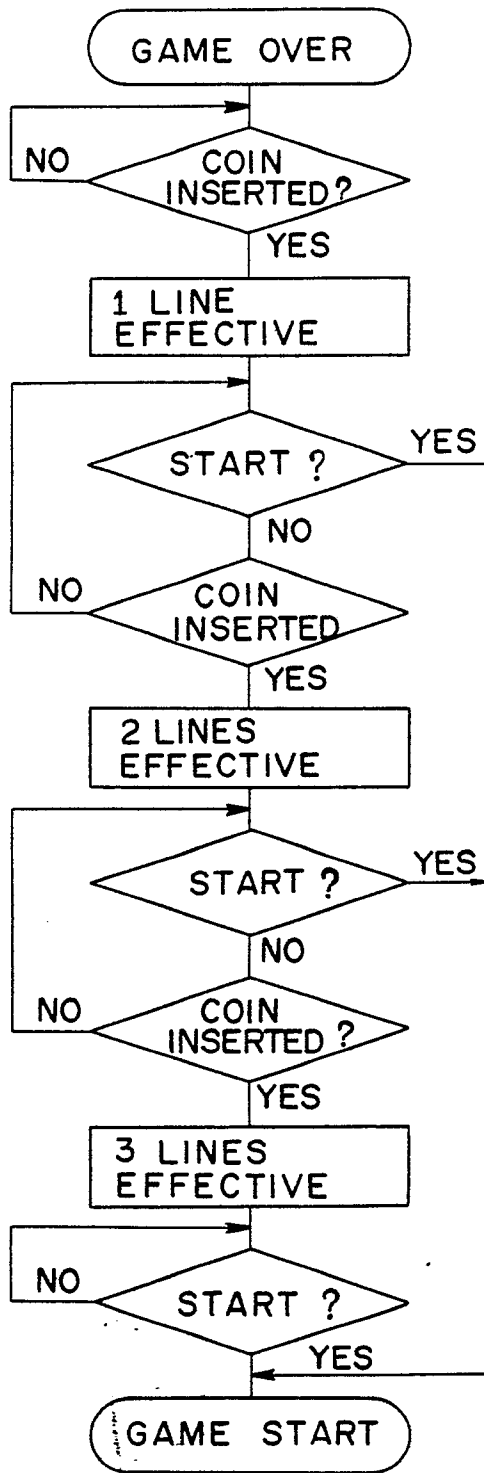 GAME OVER
NO
COIN
INSERTED?
YES
1 LINE
EFFECTIVE
START ?
YES
NO
NO
COIN
INSERTED
YES
2 LINES
EFFECTIVE
START ?
YES
NO
NO
COIN
INSERTED ?
YES
3 LINES
EFFECTIVE
NO
START ?
YES
GAME START